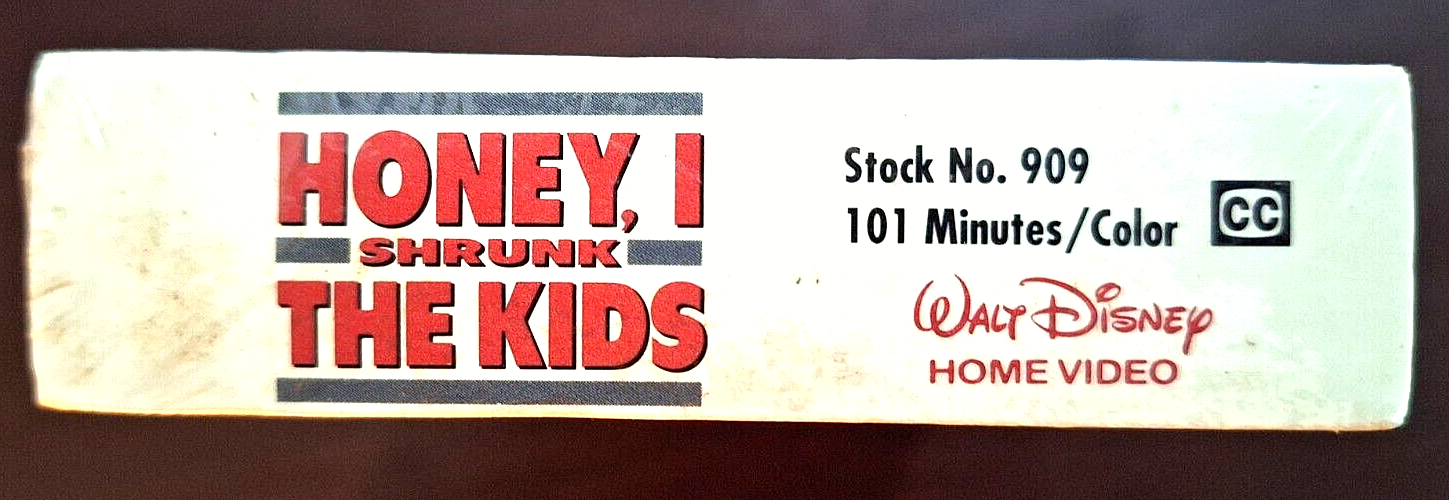 HONEY, I
SHRUNK
THE KIDS
Stock No. 909
101 Minutes/Color
CC
WALT DISNEY
HOME VIDEO